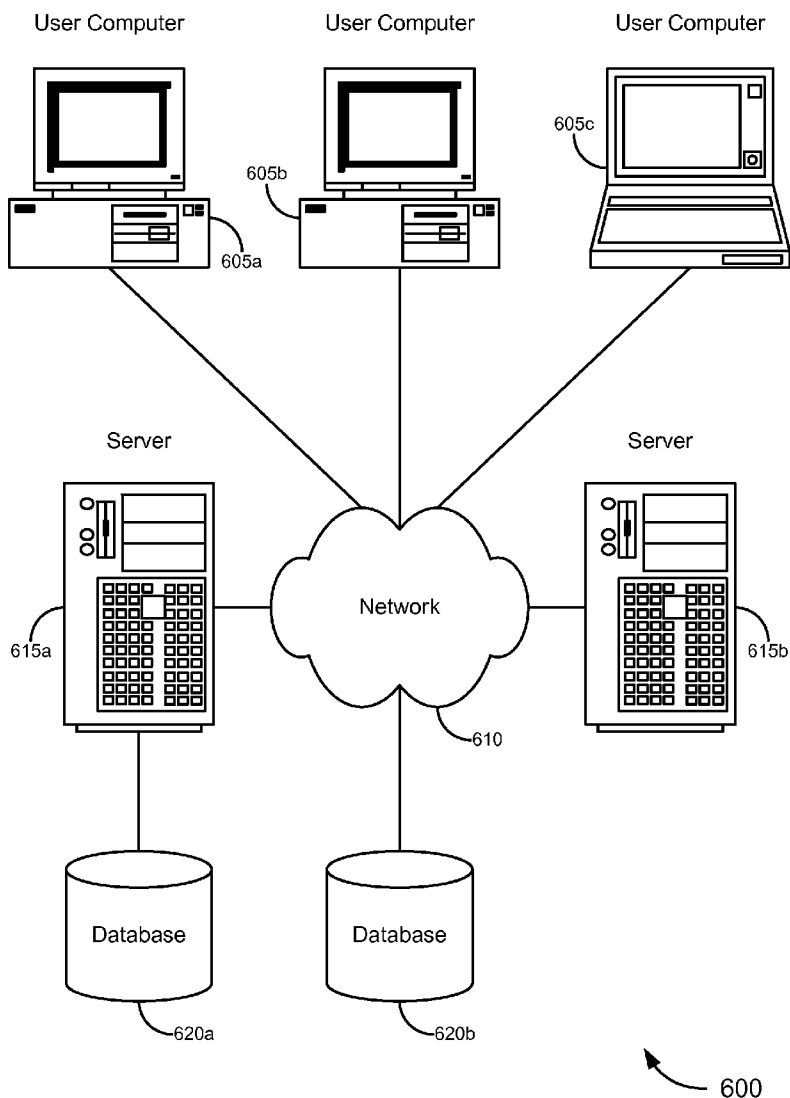 User Computer
User Computer
User Computer
605a
605b
605c
Server
Server
Network
615a
615b
610
Database
Database
620a
620b
600